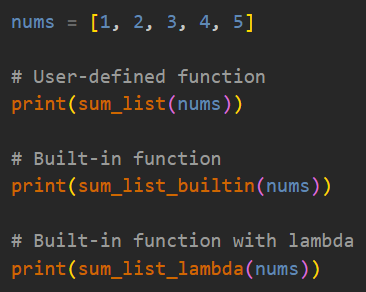 nums = [1, 2, 3, 4, 5]
# User-defined function
print(sum_list(nums))
# Built-in function
print(sum_list_builtin(nums))
# Built-in function with lambda
print(sum_list_lambda(nums))